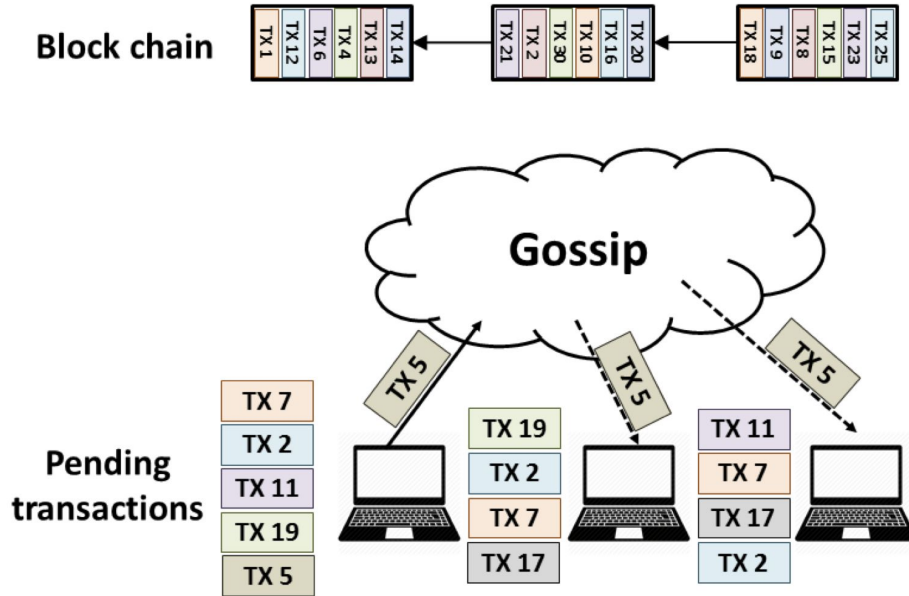 Block chain
TX 1
TX 12
TX 6
TX 4
TX 13
TX 14
TX 21
TX 2
TX 30
TX 10
TX 16
TX 20
TX 18
TX 9
TX 8
TX 15
TX 23
TX 25
Gossip
TX 5
TX 5
TX 5
Pending
transactions
TX 7
TX 2
TX 11
TX 19
TX 5
TX 19
TX 2
TX 7
TX 17
TX 11
TX 7
TX 17
TX 2